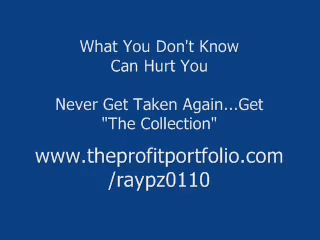 What You Don't Know
Can Hurt You
Never Get Taken Again...Get
"The Collection"
www.theprofitportfolio.com
/raypz0110